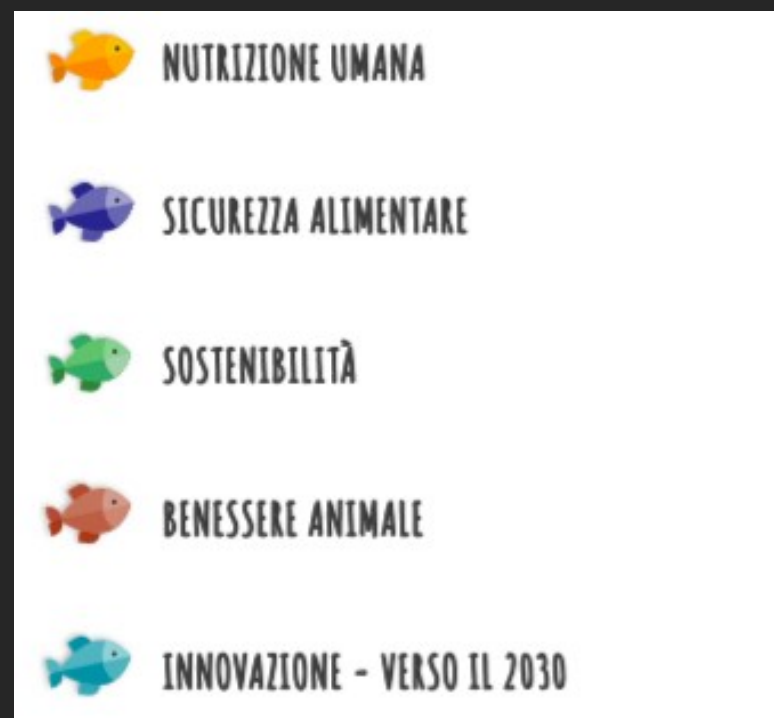 NUTRIZIONE UMANA
SICUREZZA ALIMENTARE
SOSTENIBILITÀ
BENESSERE ANIMALE
INNOVAZIONE - VERSO IL 2030